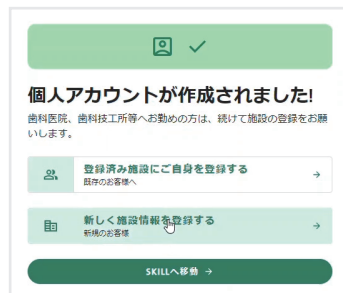 個人アカウントが作成されました!
歯科医院、歯科技工所等へお勤めの方は、続けて施設の登録をお願
いします。
登録済み施設にご自身を登録する
既存のお客様へ
新しく施設情報を登録する
新規のお客様
SKILLへ移動 →